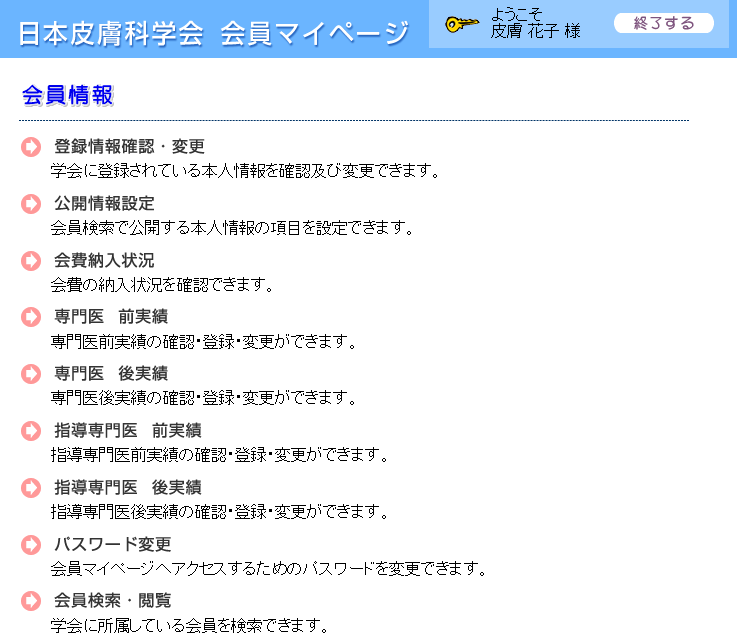 日本皮膚科学会 会員マイページ
ようこそ
皮膚 花子 様
終了する
会員情報
登録情報確認・変更
学会に登録されている本人情報を確認及び変更できます。
公開情報設定
会員検索で公開する本人情報の項目を設定できます。
会費納入状況
会費の納入状況を確認できます。
専門医 前実績
専門医前実績の確認・登録・変更ができます。
専門医 後実績
専門医後実績の確認・登録・変更ができます。
指導専門医 前実績
指導専門医前実績の確認・登録・変更ができます。
指導専門医 後実績
指導専門医後実績の確認・登録・変更ができます。
パスワード変更
会員マイページへアクセスするためのパスワードを変更できます。
会員検索・閲覧
学会に所属している会員を検索できます。